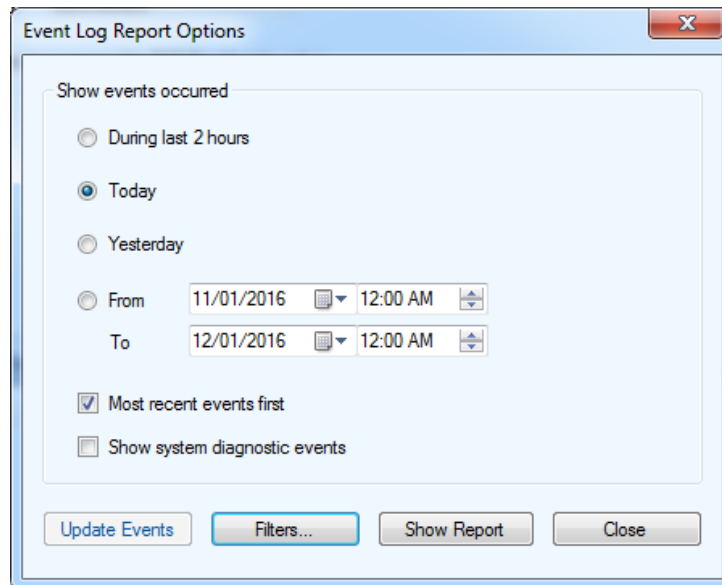 Event Log Report Options
Show events occurred
During last 2 hours
Today
Yesterday
From 11/01/2016 12:00 AM
To 12/01/2016 12:00 AM
Most recent events first
Show system diagnostic events
Update Events Filters... Show Report Close